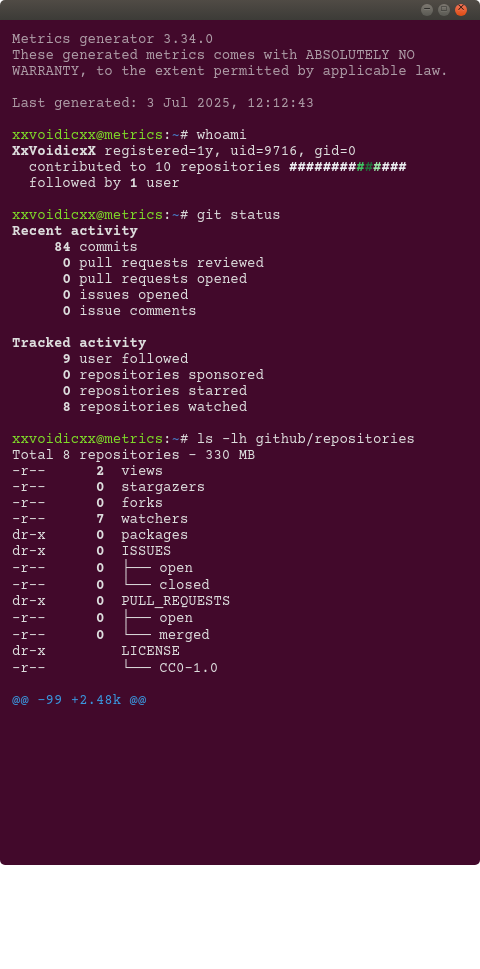 Metrics generator 3.34.0
These generated metrics comes with ABSOLUTELY NO
WARRANTY, to the extent permitted by applicable law.
Last generated: 3 Jul 2025, 12:12:43
xxvoidicxx@metrics:~# whoami
XxVoidicxX registered=1y, uid=9716, gid=0
  contributed to 10 repositories ##############
  followed by 1 user
xxvoidicxx@metrics:~# git status
Recent activity
     84 commits
      0 pull requests reviewed
      0 pull requests opened
      0 issues opened
      0 issue comments
Tracked activity
      9 user followed
      0 repositories sponsored
      0 repositories starred
      8 repositories watched
xxvoidicxx@metrics:~# ls -lh github/repositories
Total 8 repositories - 330 MB
-r--      2  views
-r--      0  stargazers
-r--      0  forks
-r--      7  watchers
dr-x      0  packages
dr-x      0  ISSUES
-r--      0  ├── open
-r--      0  └── closed
dr-x      0  PULL_REQUESTS
-r--      0  ├── open
-r--      0  └── merged
dr-x         LICENSE
-r--         └── CC0-1.0
@@ -99 +2.48k @@